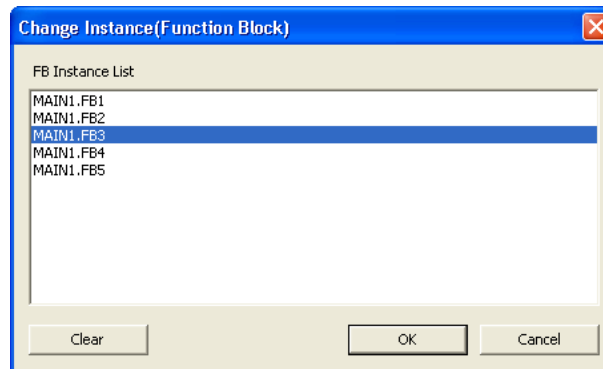 Change Instance(Function Block)
FB Instance List
MAIN1.FB1
MAIN1.FB2
MAIN1.FB3
MAIN1.FB4
MAIN1.FB5
Clear
OK
Cancel